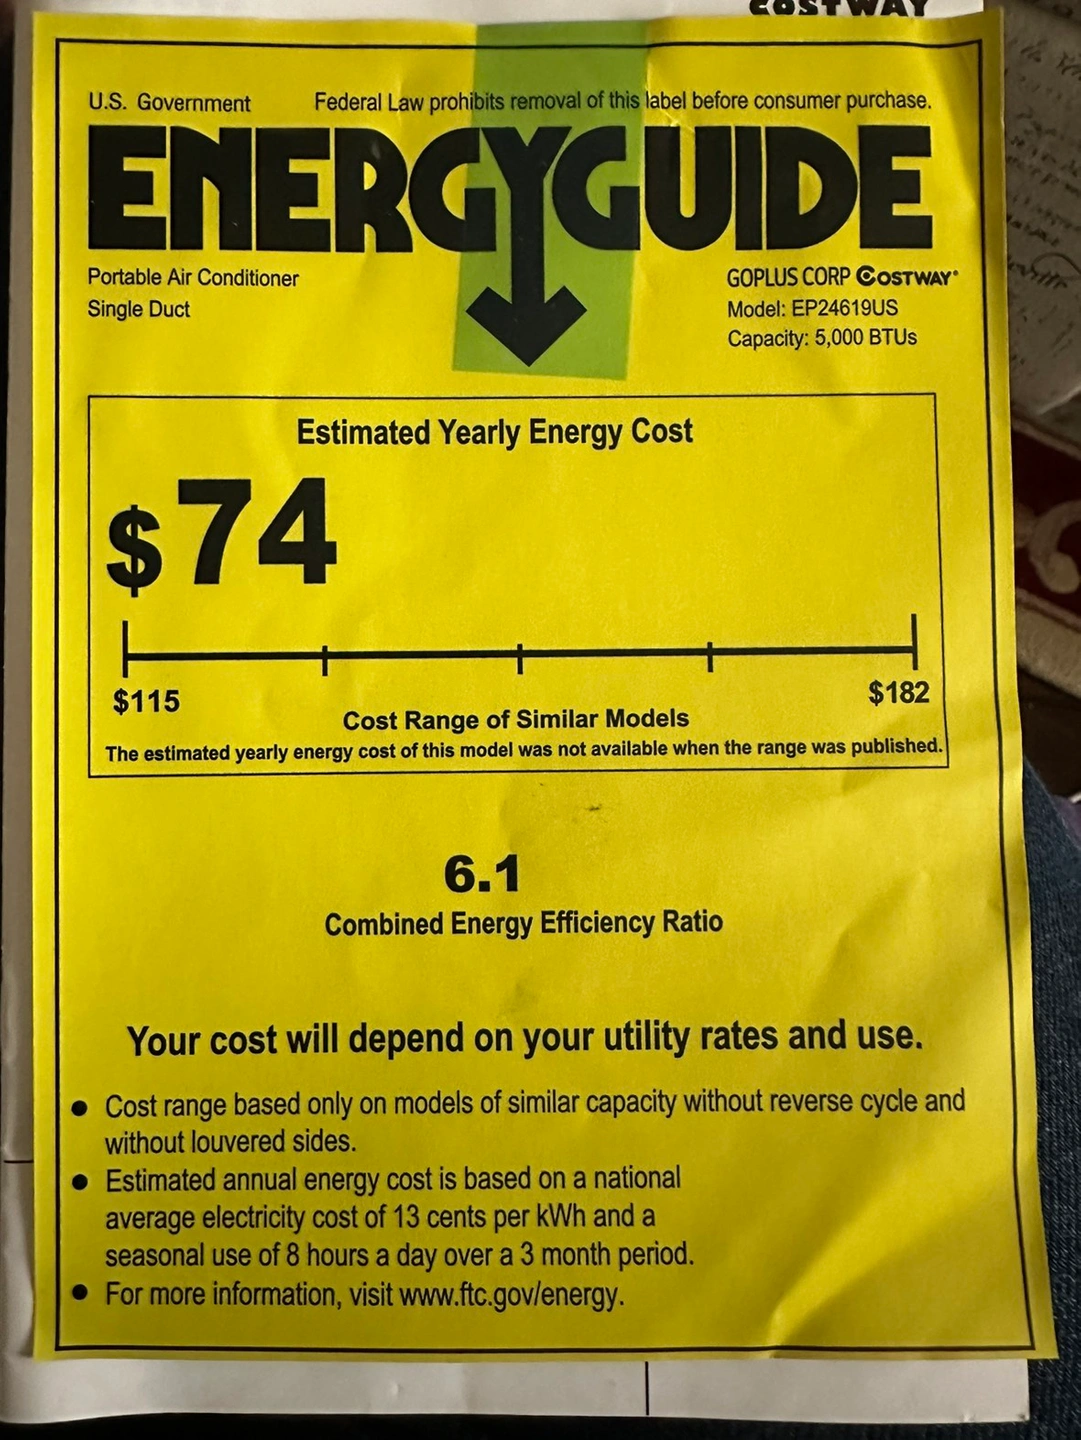 COSTWAY
U.S. Government Federal Law prohibits removal of this label before consumer purchase.
ENERGYGUIDE
Portable Air Conditioner
Single Duct
GOPLUS CORP COSTWAY®
Model: EP24619US
Capacity: 5,000 BTUs
Estimated Yearly Energy Cost
$74
$115
$182
Cost Range of Similar Models
The estimated yearly energy cost of this model was not available when the range was published.
6.1
Combined Energy Efficiency Ratio
Your cost will depend on your utility rates and use.
● Cost range based only on models of similar capacity without reverse cycle and
without louvered sides.
● Estimated annual energy cost is based on a national
average electricity cost of 13 cents per kWh and a
seasonal use of 8 hours a day over a 3 month period.
● For more information, visit www.ftc.gov/energy.